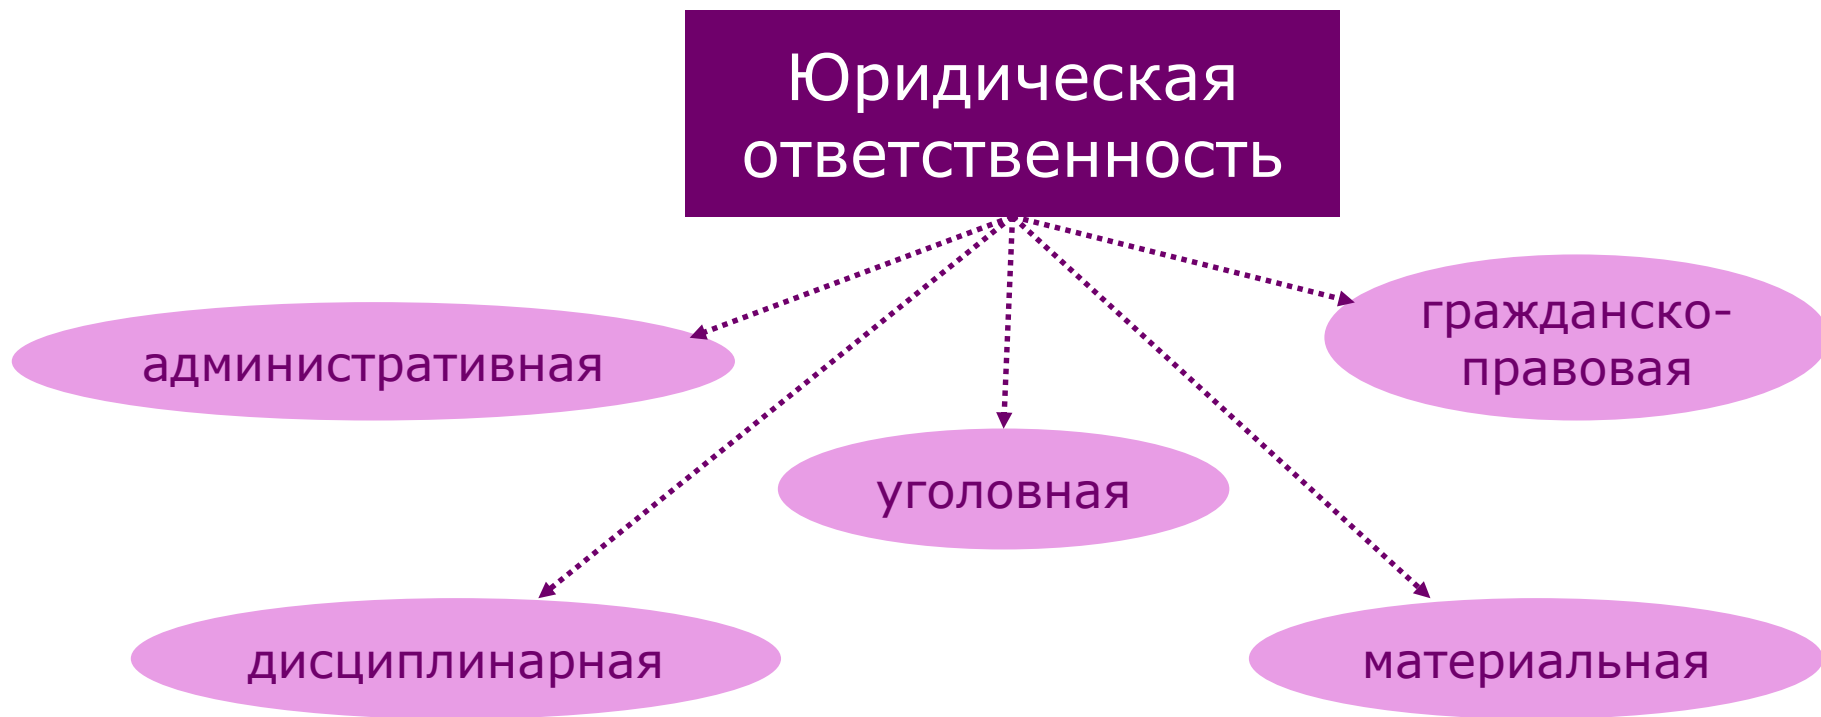 Юридическая
ответственность
административная
гражданско-
правовая
уголовная
дисциплинарная
материальная